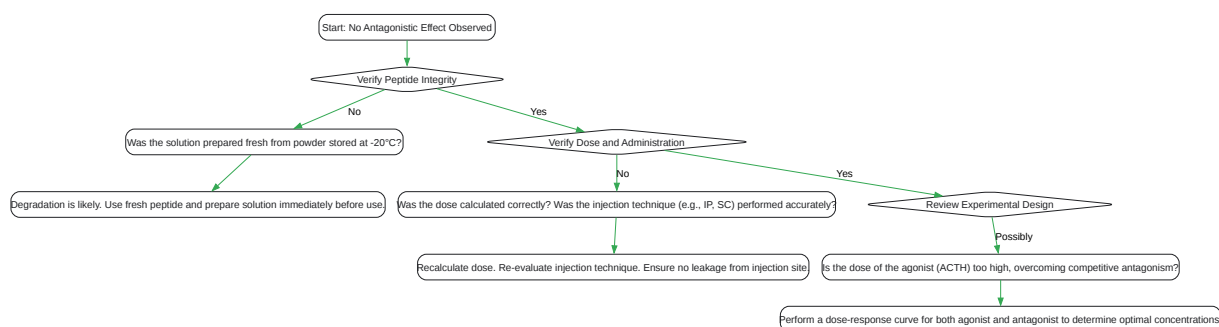 Start: No Antagonistic Effect Observed
Verify Peptide Integrity
No
Yes
Was the solution prepared fresh from powder stored at -20°C?
Verify Dose and Administration
No
Yes
Degradation is likely. Use fresh peptide and prepare solution immediately before use.
Was the dose calculated correctly? Was the injection technique (e.g., IP, SC) performed accurately?
Review Experimental Design
Possibly
Recalculate dose. Re-evaluate injection technique. Ensure no leakage from injection site.
Is the dose of the agonist (ACTH) too high, overcoming competitive antagonism?
Perform a dose-response curve for both agonist and antagonist to determine optimal concentrations